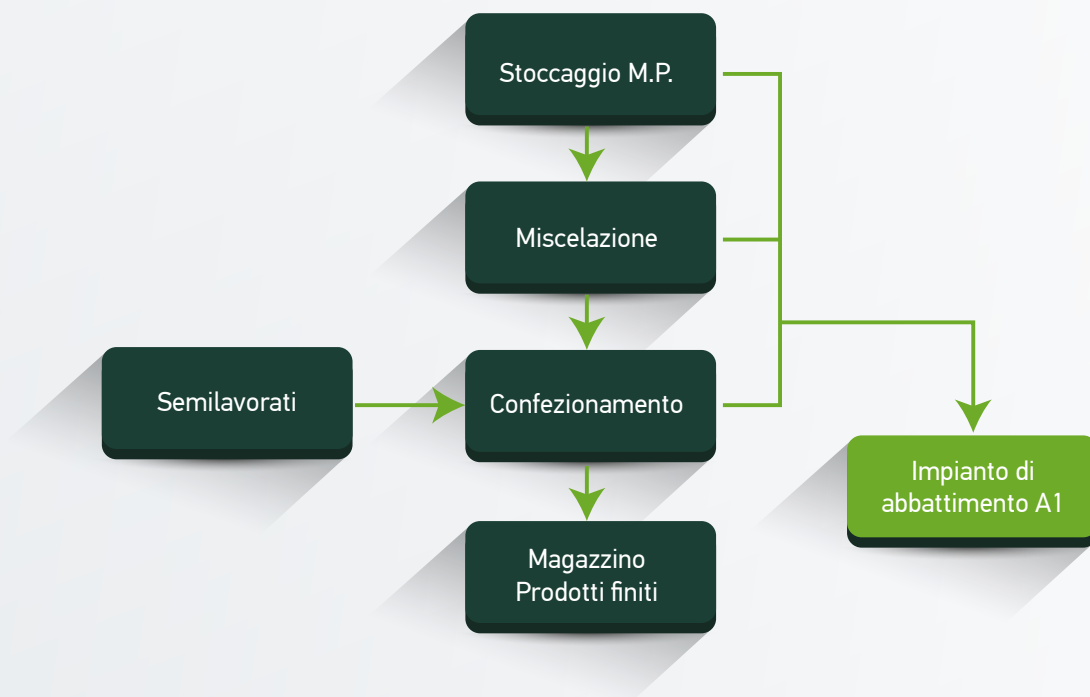 Stoccaggio M.P.
Miscelazione
Semilavorati
Confezionamento
Impianto di
abbattimento A1
Magazzino
Prodotti finiti